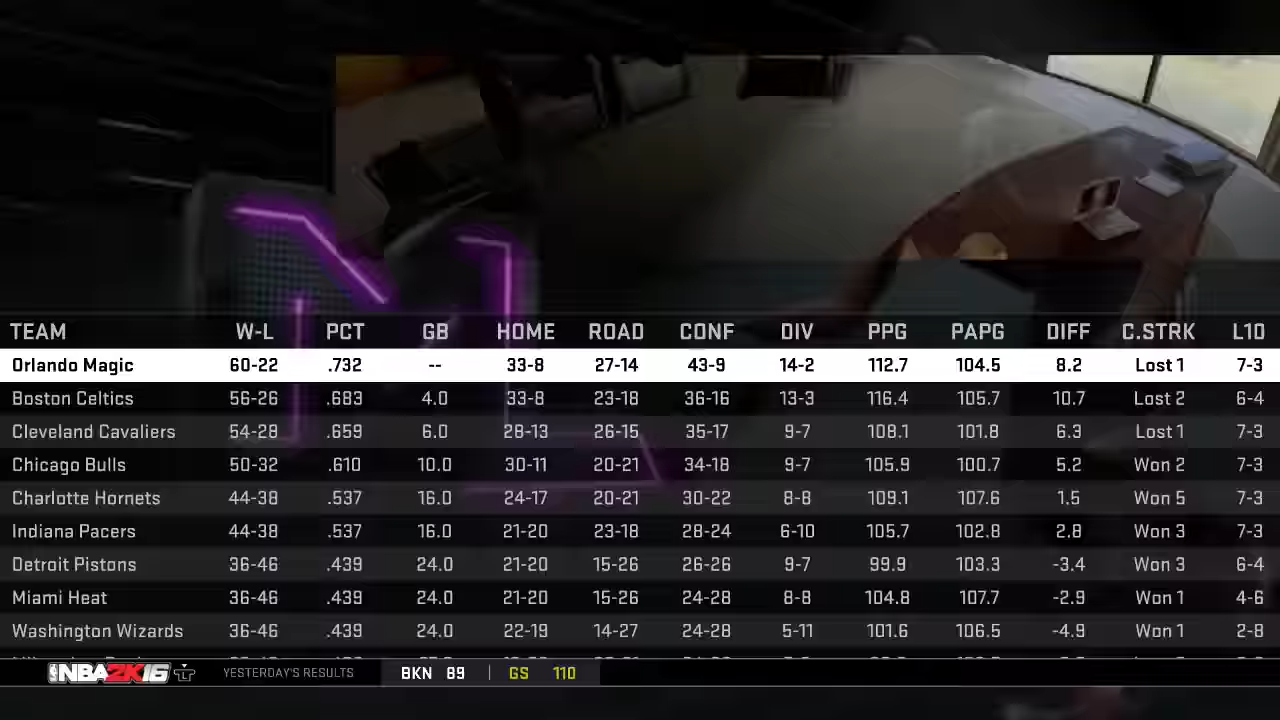 TEAM W-L PCT GB HOME ROAD CONF DIV PPG PAPG DIFF C.STRK L10
Orlando Magic 60-22 .732 -- 33-8 27-14 43-9 14-2 112.7 104.5 8.2 Lost 1 7-3
Boston Celtics 56-26 .683 4.0 33-8 23-18 36-16 13-3 116.4 105.7 10.7 Lost 2 6-4
Cleveland Cavaliers 54-28 .659 6.0 28-13 26-15 35-17 9-7 108.1 101.8 6.3 Lost 1 7-3
Chicago Bulls 50-32 .610 10.0 30-11 20-21 34-18 9-7 105.9 100.7 5.2 Won 2 7-3
Charlotte Hornets 44-38 .537 16.0 24-17 20-21 30-22 8-8 109.1 107.6 1.5 Won 5 7-3
Indiana Pacers 44-38 .537 16.0 21-20 23-18 28-24 6-10 105.7 102.8 2.8 Won 3 7-3
Detroit Pistons 36-46 .439 24.0 21-20 15-26 26-26 9-7 99.9 103.3 -3.4 Won 3 6-4
Miami Heat 36-46 .439 24.0 21-20 15-26 24-28 8-8 104.8 107.7 -2.9 Won 1 4-6
Washington Wizards 36-46 .439 24.0 22-19 14-27 24-28 5-11 101.6 106.5 -4.9 Won 1 2-8
NBA2K16 YESTERDAY'S RESULTS BKN 89 GS 110